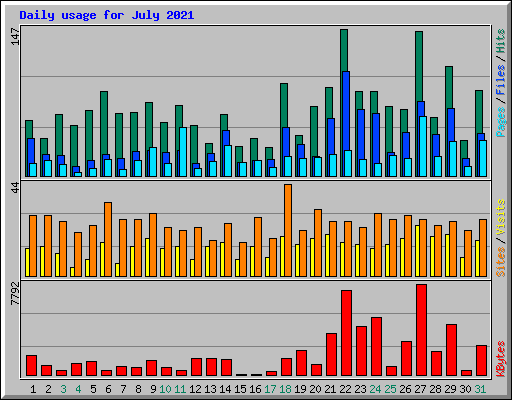 Daily usage for July 2021
147
Pages / Files / Hits
44
Sites / Visits
7792
KBytes
1 2 3 4 5 6 7 8 9 10 11 12 13 14 15 16 17 18 19 20 21 22 23 24 25 26 27 28 29 30 31